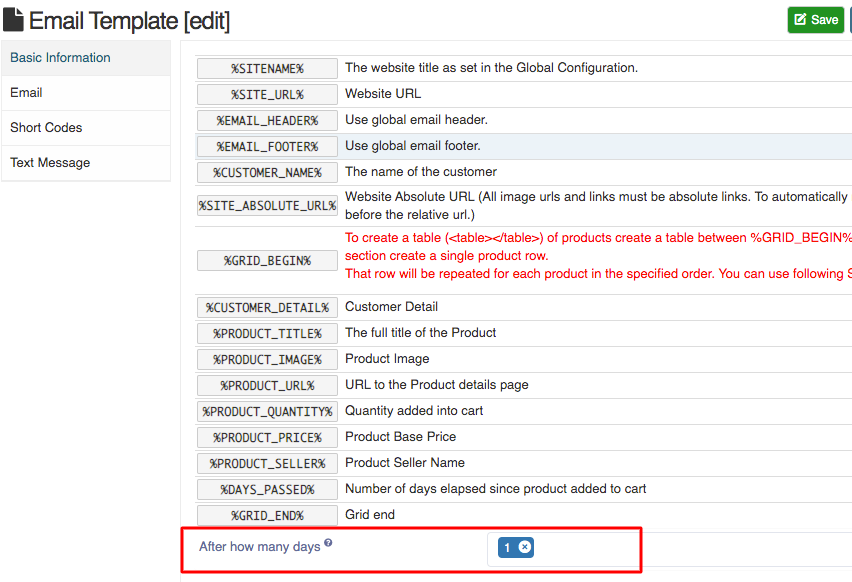 Email Template [edit]
Save
Basic Information
Email
Short Codes
Text Message
%SITENAME% The website title as set in the Global Configuration.
%SITE_URL% Website URL
%EMAIL_HEADER% Use global email header.
%EMAIL_FOOTER% Use global email footer.
%CUSTOMER_NAME% The name of the customer
%SITE_ABSOLUTE_URL% Website Absolute URL (All image urls and links must be absolute links. To automatically
before the relative url.)
%GRID_BEGIN% To create a table (<table></table>) of products create a table between %GRID_BEGIN%
section create a single product row.
That row will be repeated for each product in the specified order. You can use following S
%CUSTOMER_DETAIL% Customer Detail
%PRODUCT_TITLE% The full title of the Product
%PRODUCT_IMAGE% Product Image
%PRODUCT_URL% URL to the Product details page
%PRODUCT_QUANTITY% Quantity added into cart
%PRODUCT_PRICE% Product Base Price
%PRODUCT_SELLER% Product Seller Name
%DAYS_PASSED% Number of days elapsed since product added to cart
%GRID_END% Grid end
After how many days ? 1